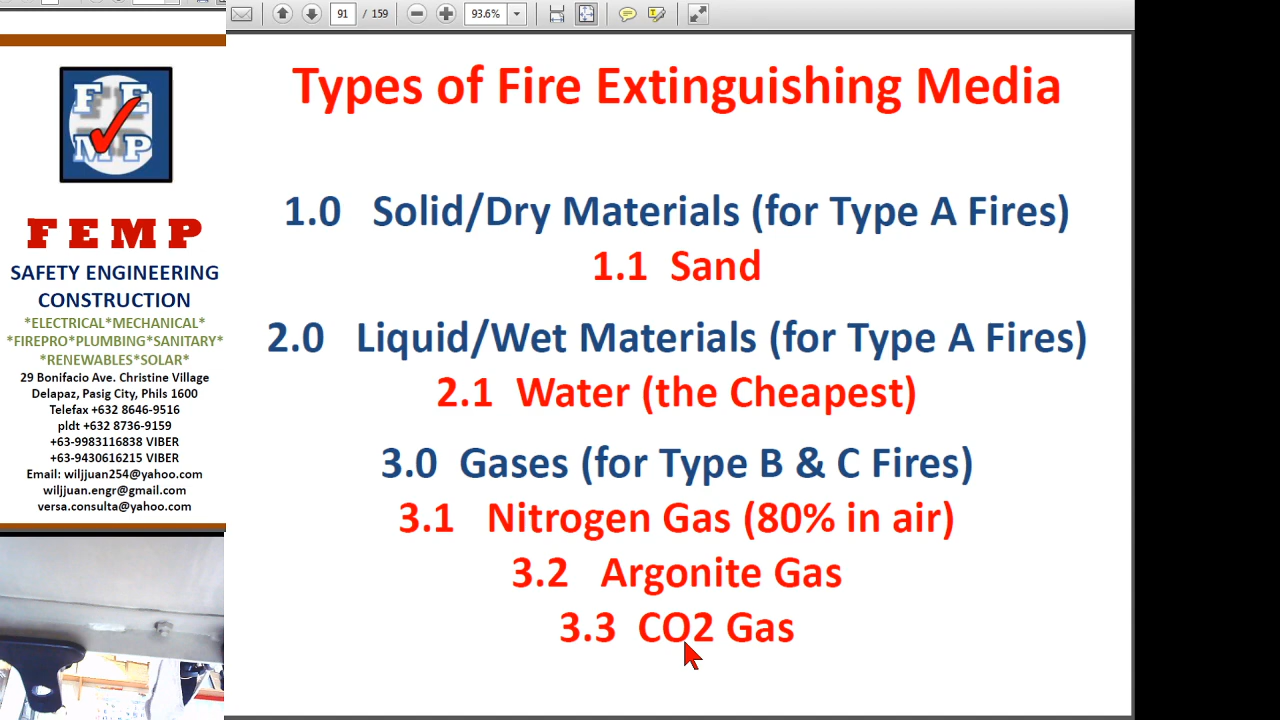 91 / 159
93.6%
Types of Fire Extinguishing Media
FE
MP
FEMP
SAFETY ENGINEERING
CONSTRUCTION
*ELECTRICAL*MECHANICAL*
*FIREPRO*PLUMBING*SANITARY*
*RENEWABLES*SOLAR*
29 Bonifacio Ave. Christine Village
Delapaz, Pasig City, Phils 1600
Telefax +632 8646-9516
pldt +632 8736-9159
+63-9983116838 VIBER
+63-9430616215 VIBER
Email: wiljjuan254@yahoo.com
wiljjuan.engr@gmail.com
versa.consulta@yahoo.com
1.0 Solid/Dry Materials (for Type A Fires)
1.1 Sand
2.0 Liquid/Wet Materials (for Type A Fires)
2.1 Water (the Cheapest)
3.0 Gases (for Type B & C Fires)
3.1 Nitrogen Gas (80% in air)
3.2 Argonite Gas
3.3 CO2 Gas